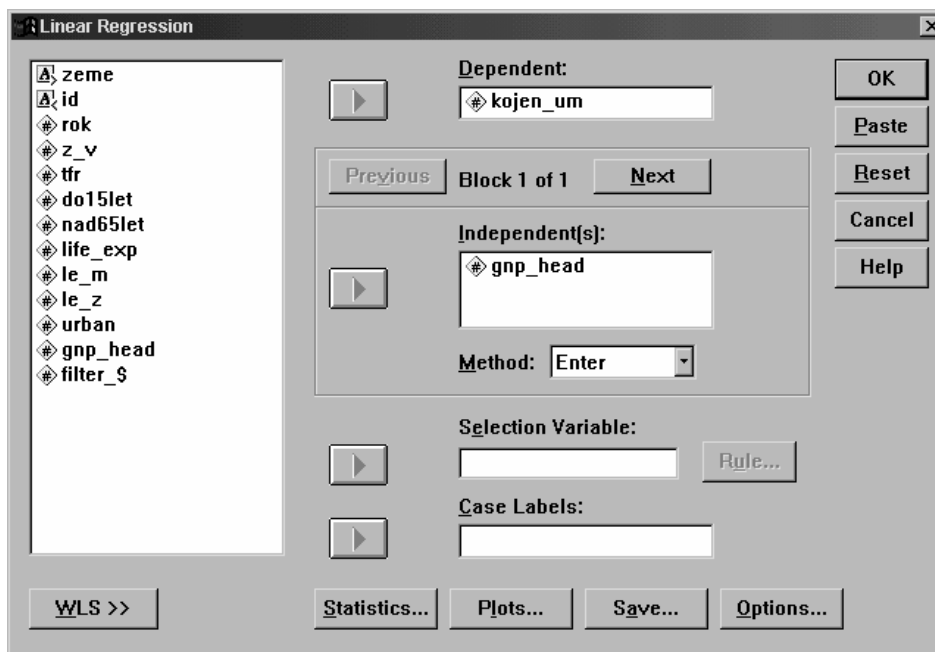 Linear Regression
zeme
id
rok
z_v
tfr
do15let
nad65let
life_exp
le_m
le_z
urban
gnp_head
filter_$
WLS >>
Dependent:
kojen_um
Previous
Block 1 of 1
Next
Independent(s):
gnp_head
Method: Enter
Selection Variable:
Rule...
Case Labels:
Statistics...
Plots...
Save...
Options...
OK
Paste
Reset
Cancel
Help